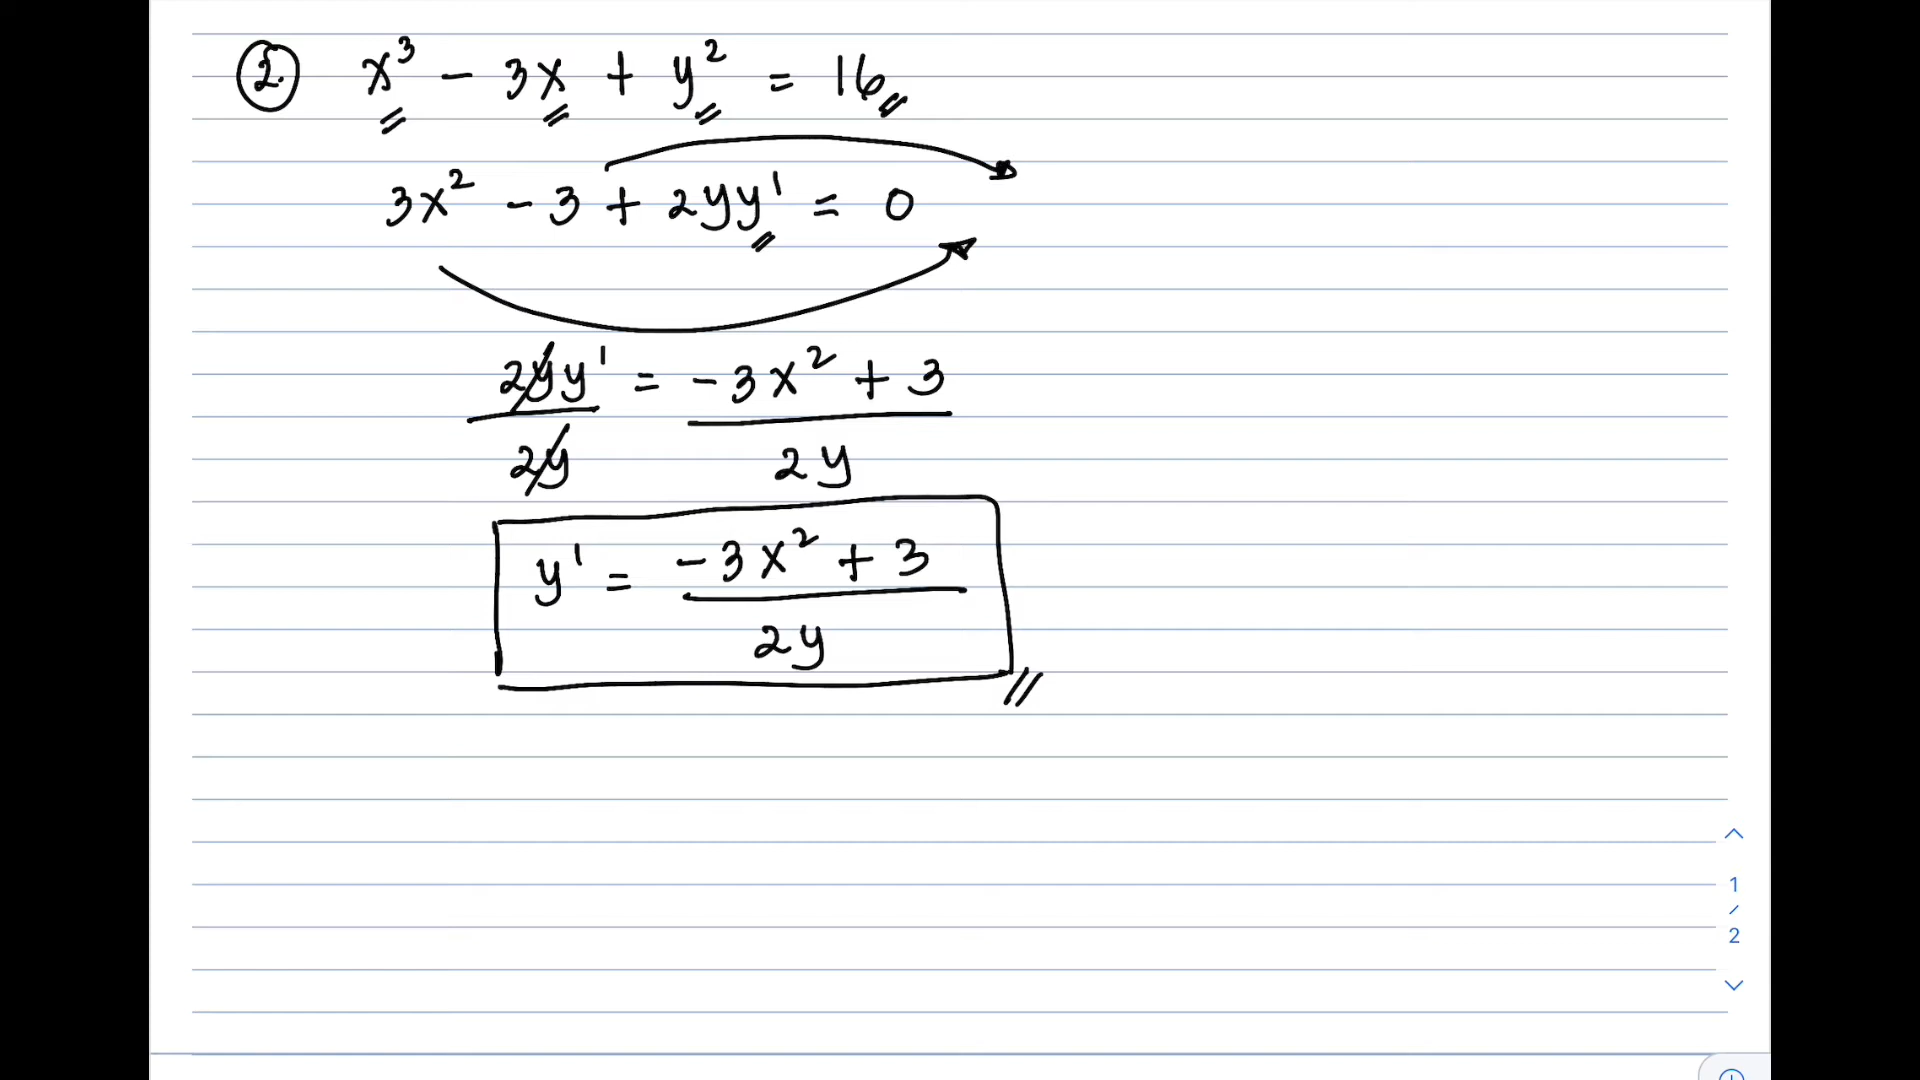 2. x³ - 3x + y² = 16
3x² - 3 + 2yy' = 0
2yy' = -3x² + 3
2y 2y
y' = -3x² + 3
2y
1
/
2